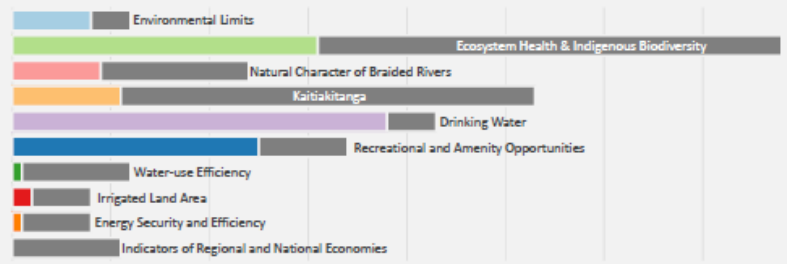 Environmental Limits
Ecosystem Health & Indigenous Biodiversity
Natural Character of Braided Rivers
Kaitiakitanga
Drinking Water
Recreational and Amenity Opportunities
Water-use Efficiency
Irrigated Land Area
Energy Security and Efficiency
Indicators of Regional and National Economies